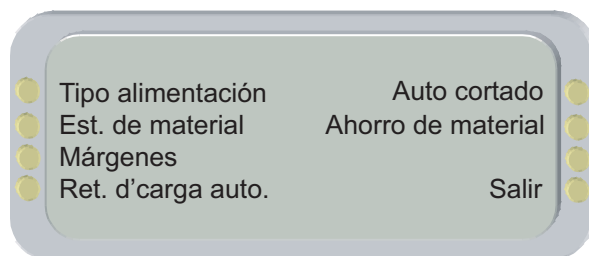 Tipo alimentación Auto cortado
Est. de material Ahorro de material
Márgenes
Ret. d'carga auto. Salir